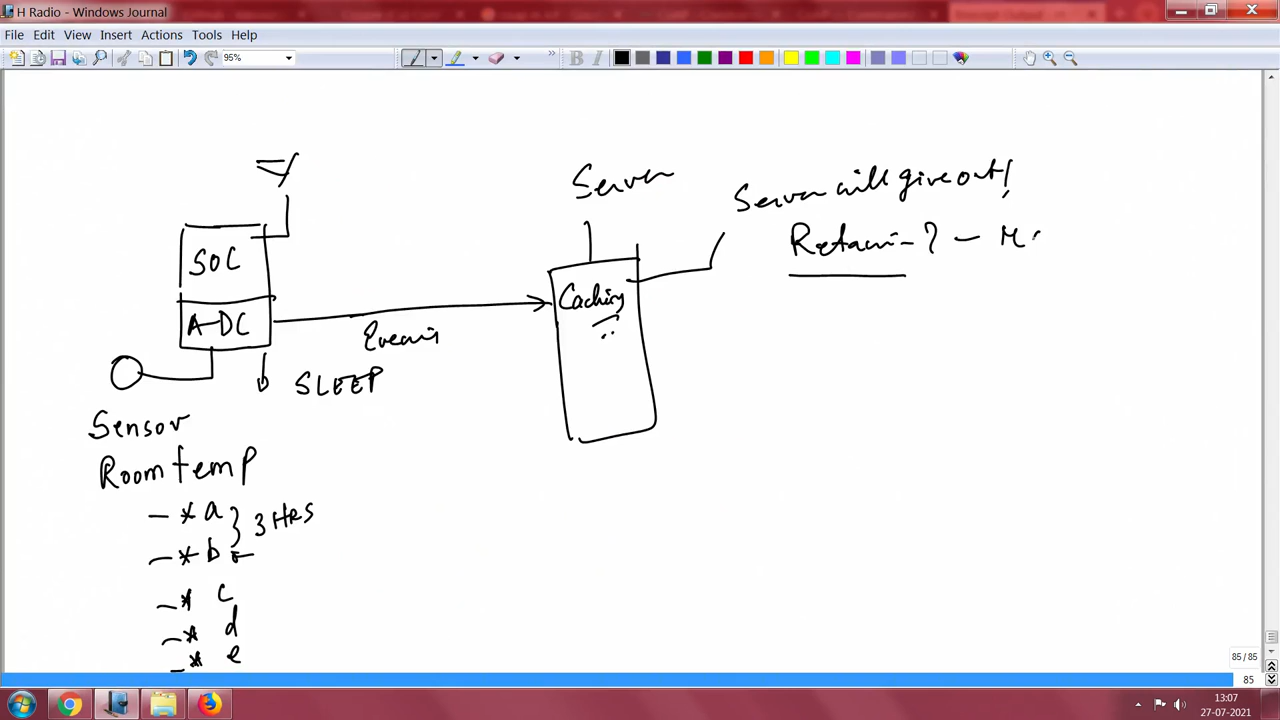 H Radio - Windows Journal
File Edit View Insert Actions Tools Help
95%
B I
Server
Server will give out!
Retain - ? - M
SOC
Caching
A-DC
Events
SLEEP
Sensor
Room temp
- * a
3 HRS
- * b
- * c
- * d
- * e
85 / 85
85
13:07
27-07-2021